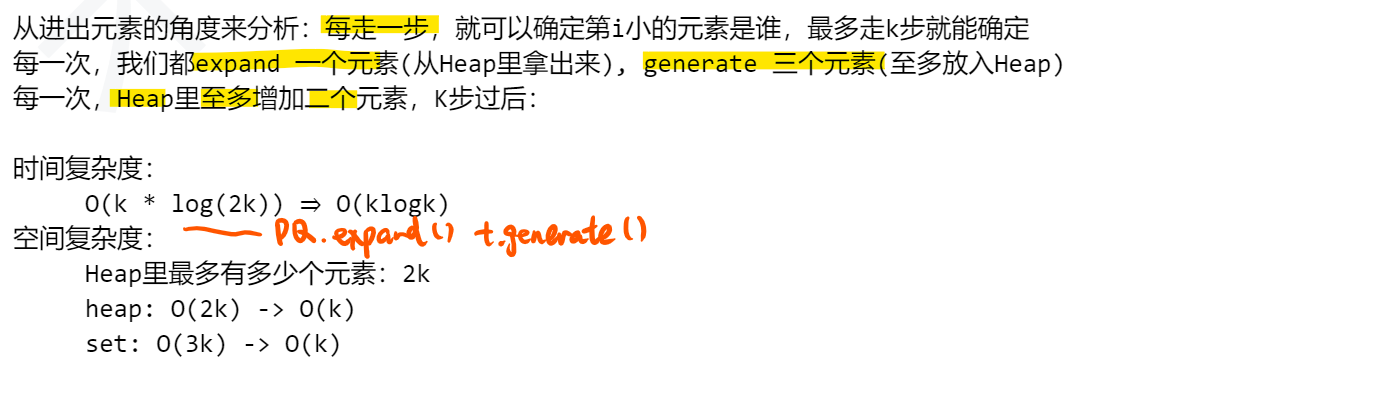 从进出元素的角度来分析：每走一步，就可以确定第i小的元素是谁，最多走k步就能确定
每一次，我们都expand 一个元素(从Heap里拿出来), generate 三个元素(至多放入Heap)
每一次，Heap里至多增加二个元素，K步过后：
时间复杂度：
O(k * log(2k)) ⇒ O(klogk)
PQ.expand() t.generate()
空间复杂度：
Heap里最多有多少个元素：2k
heap: O(2k) -> O(k)
set: O(3k) -> O(k)